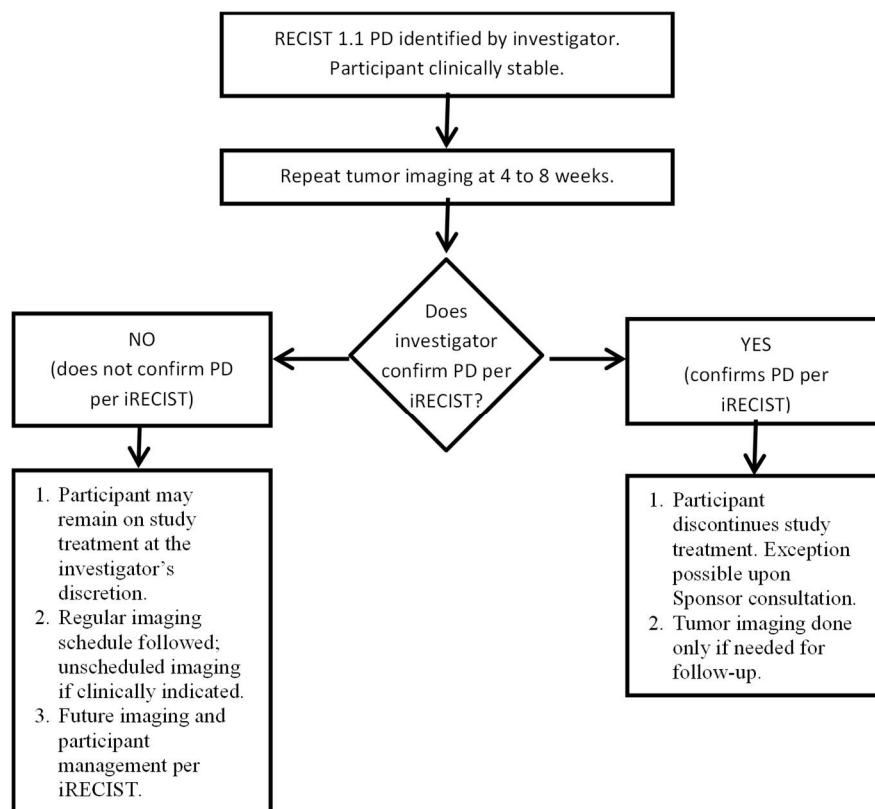 RECIST 1.1 PD identified by investigator.
Participant clinically stable.
Repeat tumor imaging at 4 to 8 weeks.
Does
investigator
confirm PD per
iRECIST?
NO
(does not confirm PD
per iRECIST)
YES
(confirms PD per
iRECIST)
1. Participant may
remain on study
treatment at the
investigator’s
discretion.
2. Regular imaging
schedule followed;
unscheduled imaging
if clinically indicated.
3. Future imaging and
participant
management per
iRECIST.
1. Participant
discontinues study
treatment. Exception
possible upon
Sponsor consultation.
2. Tumor imaging done
only if needed for
follow-up.